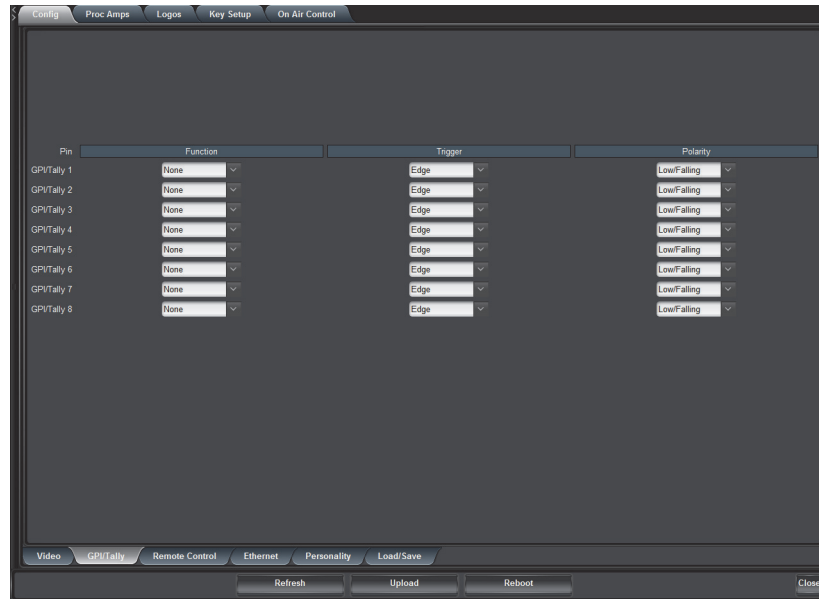 Config Proc Amps Logos Key Setup On Air Control
Pin Function Trigger Polarity
GPI/Tally 1 None Edge Low/Falling
GPI/Tally 2 None Edge Low/Falling
GPI/Tally 3 None Edge Low/Falling
GPI/Tally 4 None Edge Low/Falling
GPI/Tally 5 None Edge Low/Falling
GPI/Tally 6 None Edge Low/Falling
GPI/Tally 7 None Edge Low/Falling
GPI/Tally 8 None Edge Low/Falling
Video GPI/Tally Remote Control Ethernet Personality Load/Save
Refresh Upload Reboot Close